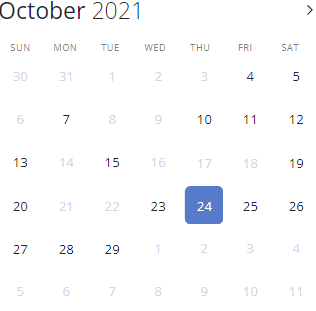 October 2021
SUN MON TUE WED THU FRI SAT
30 31 1 2 3 4 5
6 7 8 9 10 11 12
13 14 15 16 17 18 19
20 21 22 23 24 25 26
27 28 29 1 2 3 4
5 6 7 8 9 10 11